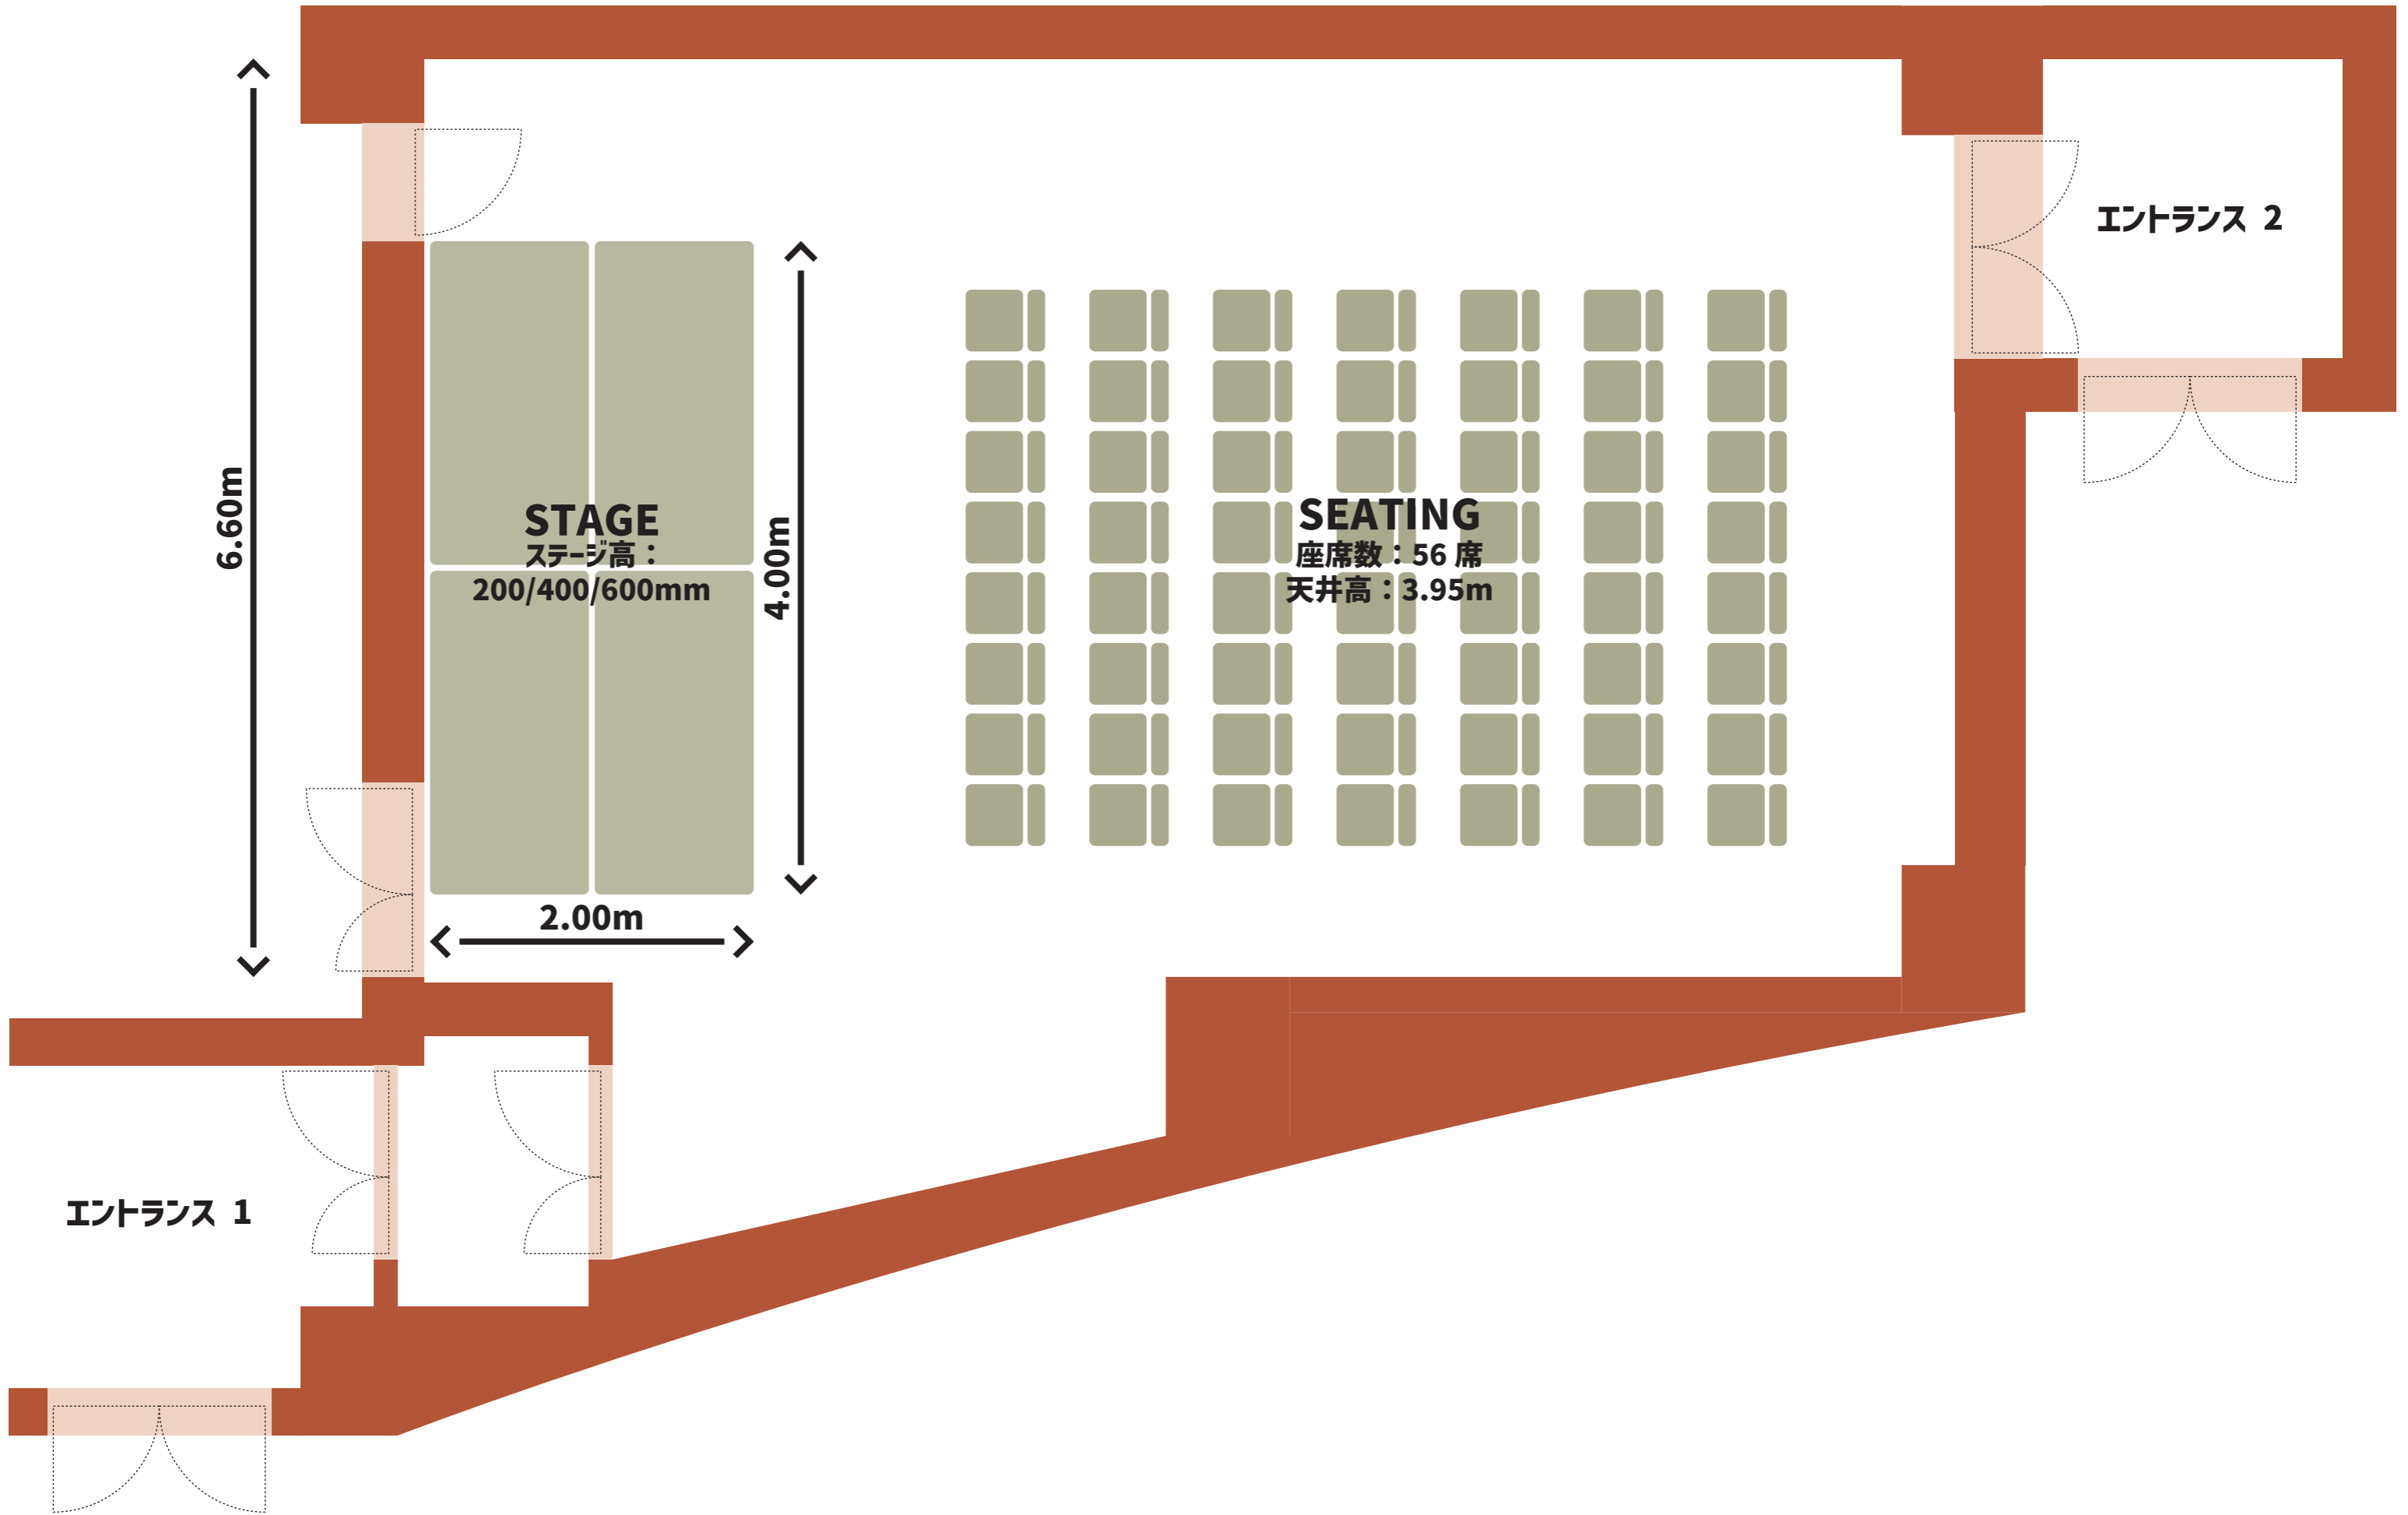 エントランス 2
6.60m
STAGE
ステージ高：
200/400/600mm
4.00m
SEATING
座席数：56 席
天井高：3.95m
2.00m
エントランス 1